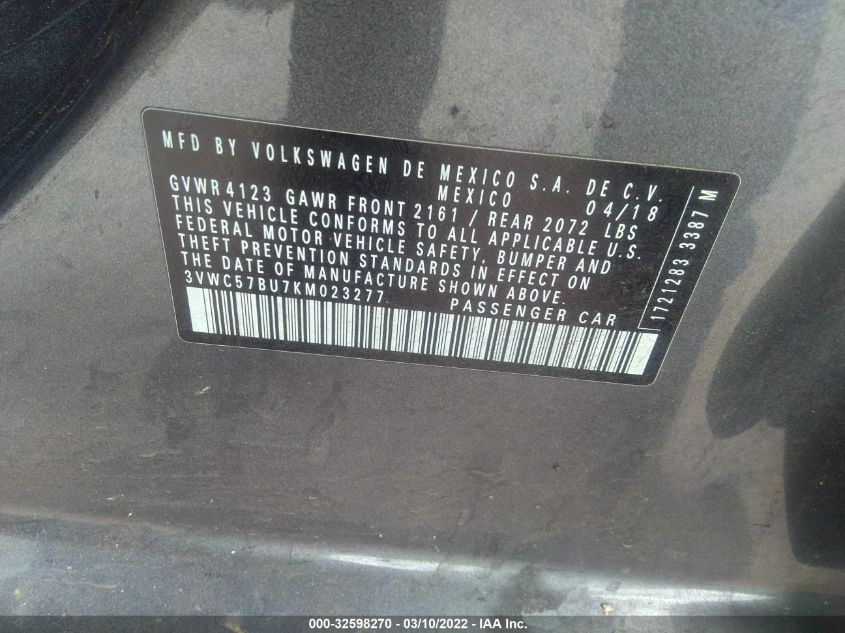 MFD BY VOLKSWAGEN DE MEXICO S.A. DE C.V.
MEXICO 04/18
GVWR 4123 GAWR FRONT 2161 / REAR 2072 LBS
THIS VEHICLE CONFORMS TO ALL APPLICABLE U.S.
FEDERAL MOTOR VEHICLE SAFETY, BUMPER AND
THEFT PREVENTION STANDARDS IN EFFECT ON
THE DATE OF MANUFACTURE SHOWN ABOVE.
3VWC57BU7KM023277 PASSENGER CAR
1721283 3387 M
000-32598270 - 03/10/2022 - IAA Inc.